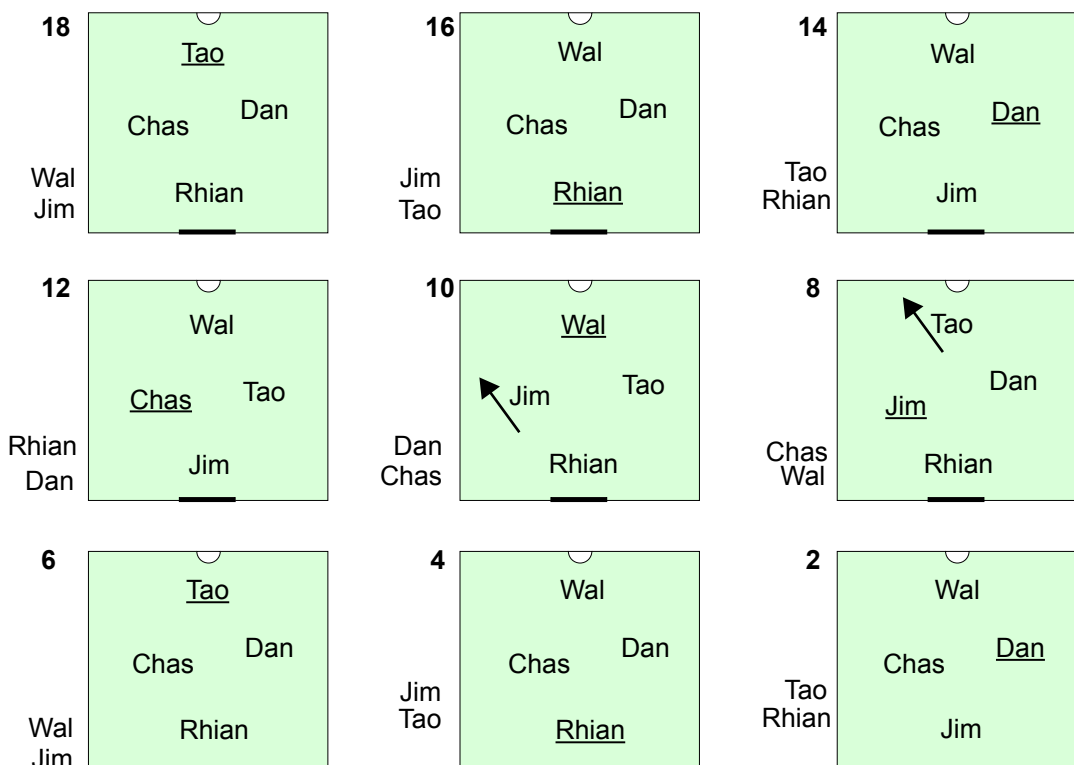 18
Tao
Dan
Chas
Wal
Jim
Rhian
16
Wal
Dan
Chas
Jim
Tao
Rhian
14
Wal
Dan
Chas
Tao
Rhian
Jim
12
Wal
Tao
Chas
Rhian
Dan
Jim
10
Wal
Tao
Jim
Dan
Chas
Rhian
8
Tao
Dan
Jim
Chas
Wal
Rhian
6
Tao
Dan
Chas
Wal
Jim
Rhian
4
Wal
Dan
Chas
Jim
Tao
Rhian
2
Wal
Dan
Chas
Tao
Rhian
Jim